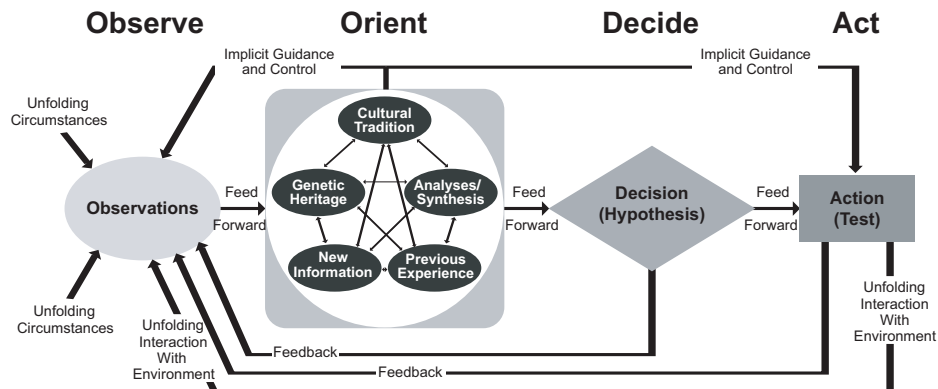 Observe
Orient
Decide
Act
Implicit Guidance
and Control
Implicit Guidance
and Control
Unfolding
Circumstances
Observations
Feed
Forward
Cultural
Tradition
Genetic
Heritage
Analyses/
Synthesis
New
Information
Previous
Experience
Feed
Forward
Decision
(Hypothesis)
Feed
Forward
Action
(Test)
Unfolding
Circumstances
Unfolding
Interaction
With
Environment
Feedback
Feedback
Unfolding
Interaction
With
Environment